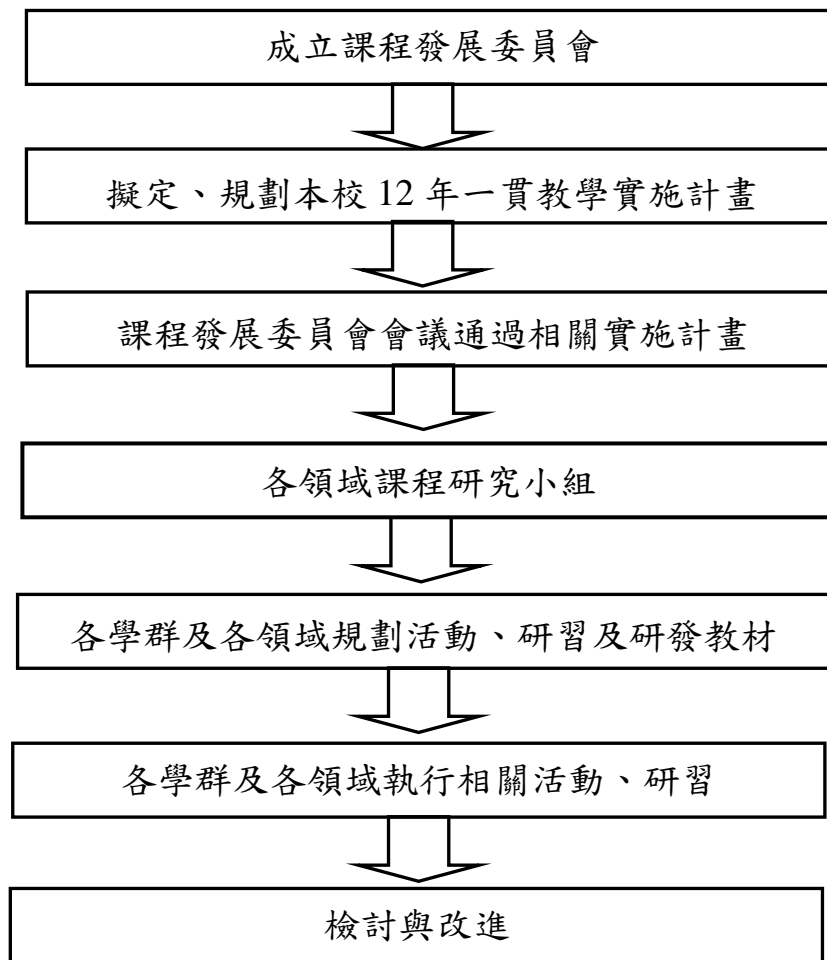 成立課程發展委員會
擬定、規劃本校 12 年一貫教學實施計畫
課程發展委員會會議通過相關實施計畫
各領域課程研究小組
各學群及各領域規劃活動、研習及研發教材
各學群及各領域執行相關活動、研習
檢討與改進